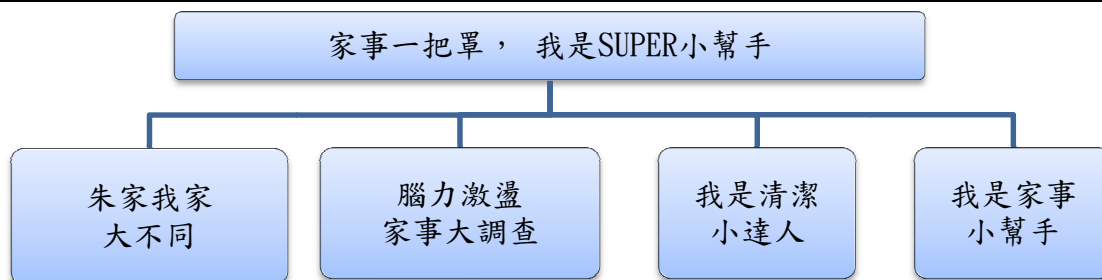 家事一把罩， 我是SUPER小幫手
朱家我家
大不同
腦力激盪
家事大調查
我是清潔
小達人
我是家事
小幫手